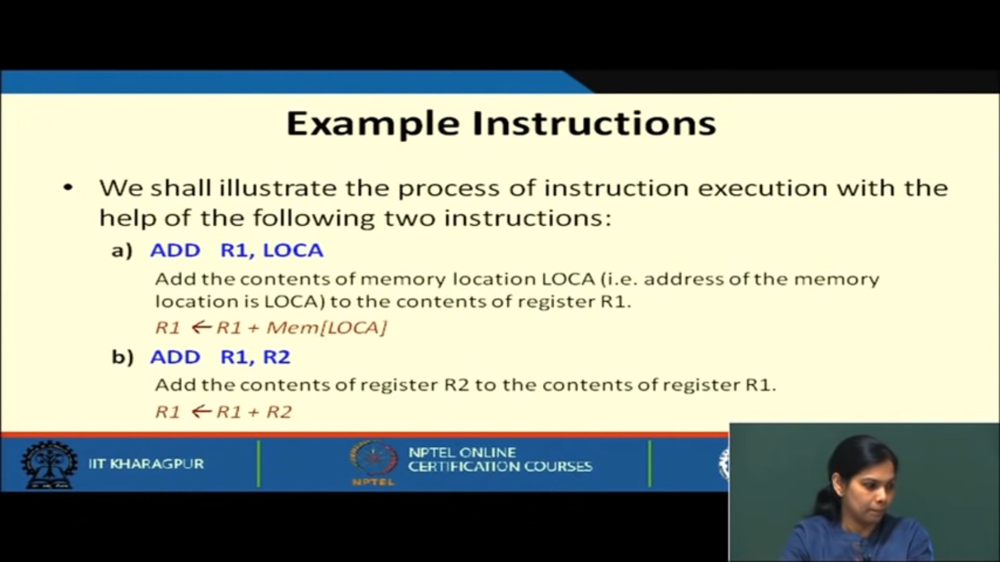 Example Instructions
• We shall illustrate the process of instruction execution with the
help of the following two instructions:
a) ADD R1, LOCA
Add the contents of memory location LOCA (i.e. address of the memory
location is LOCA) to the contents of register R1.
R1 ← R1 + Mem[LOCA]
b) ADD R1, R2
Add the contents of register R2 to the contents of register R1.
R1 ← R1 + R2
IIT KHARAGPUR
NPTEL ONLINE
CERTIFICATION COURSES
NPTEL